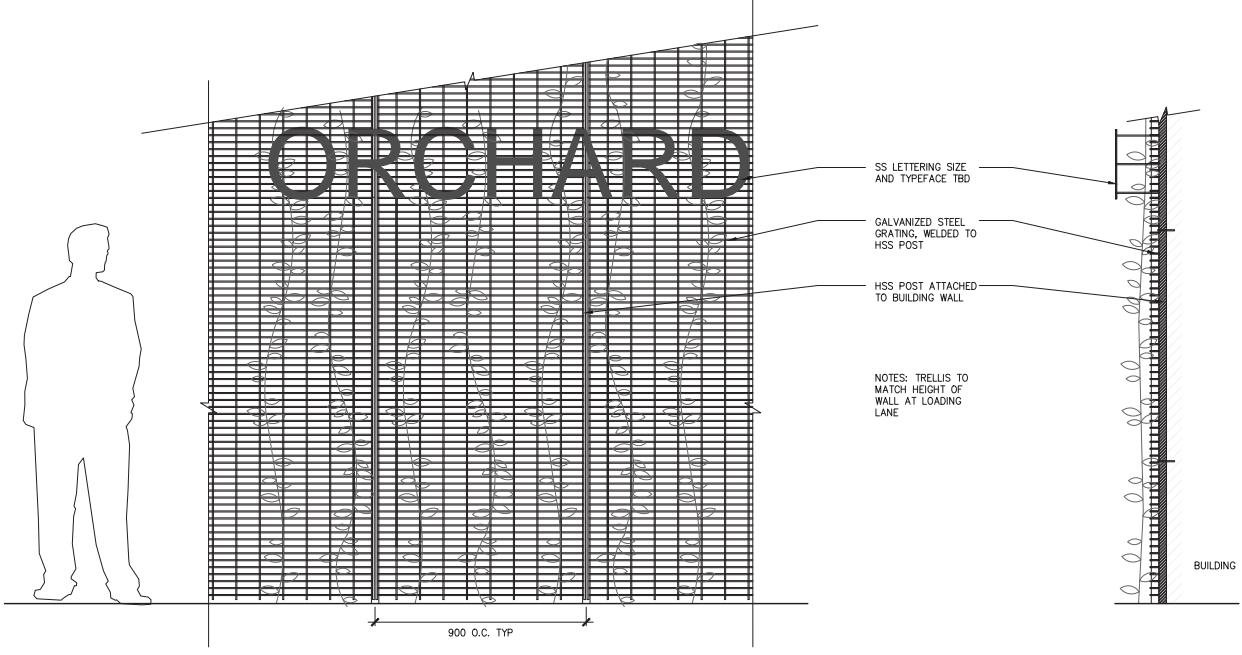 ORCHARD
SS LETTERING SIZE
AND TYPEFACE TBD
GALVANIZED STEEL
GRATING, WELDED TO
HSS POST
HSS POST ATTACHED
TO BUILDING WALL
NOTES: TRELLIS TO
MATCH HEIGHT OF
WALL AT LOADING
LANE
BUILDING
900 O.C. TYP